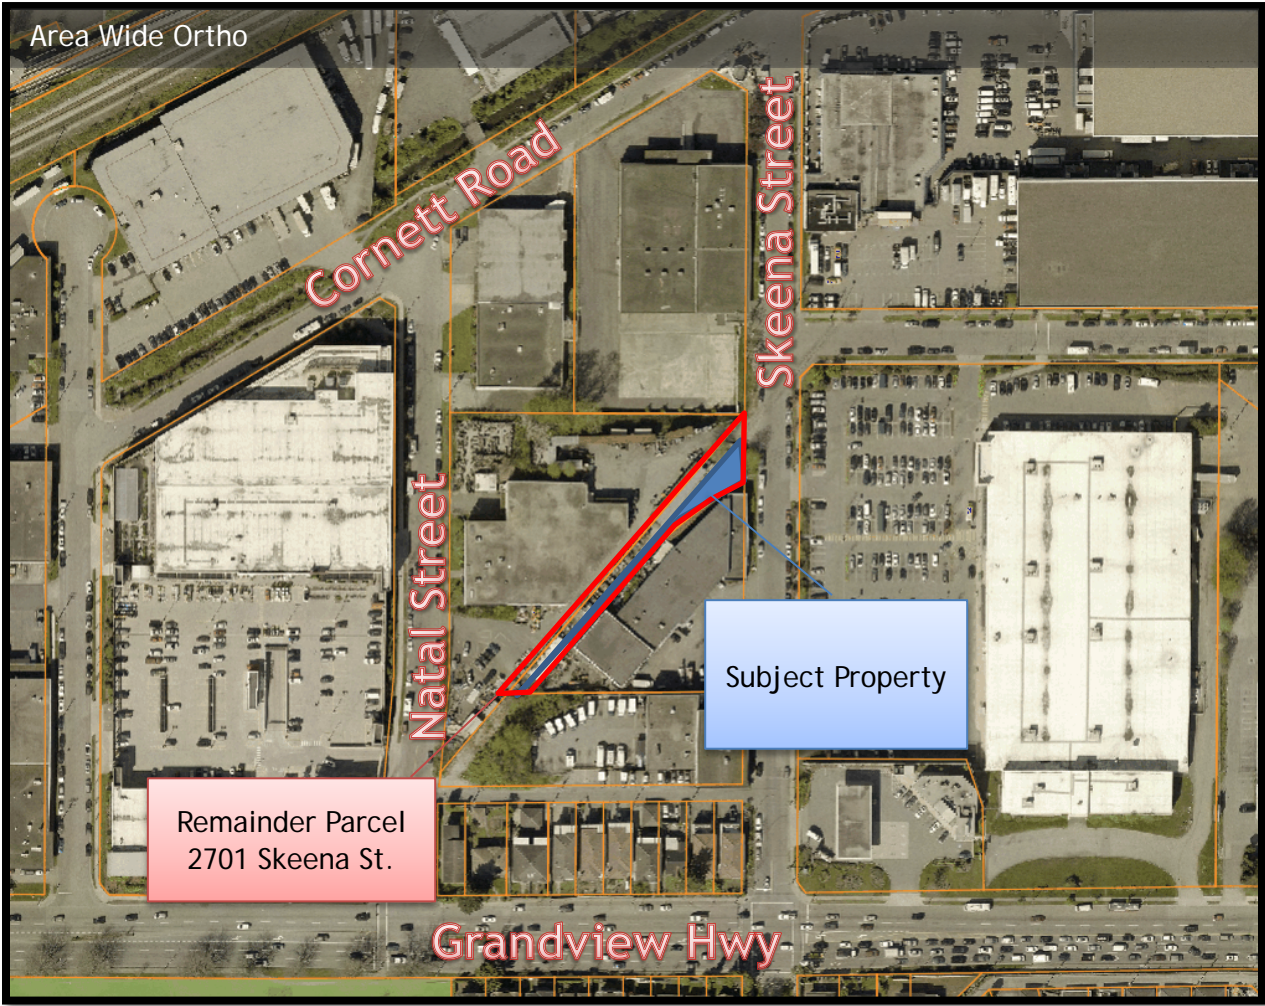 Area Wide Ortho
Cornett Road
Skeena Street
Natal Street
Subject Property
Remainder Parcel
2701 Skeena St.
Grandview Hwy